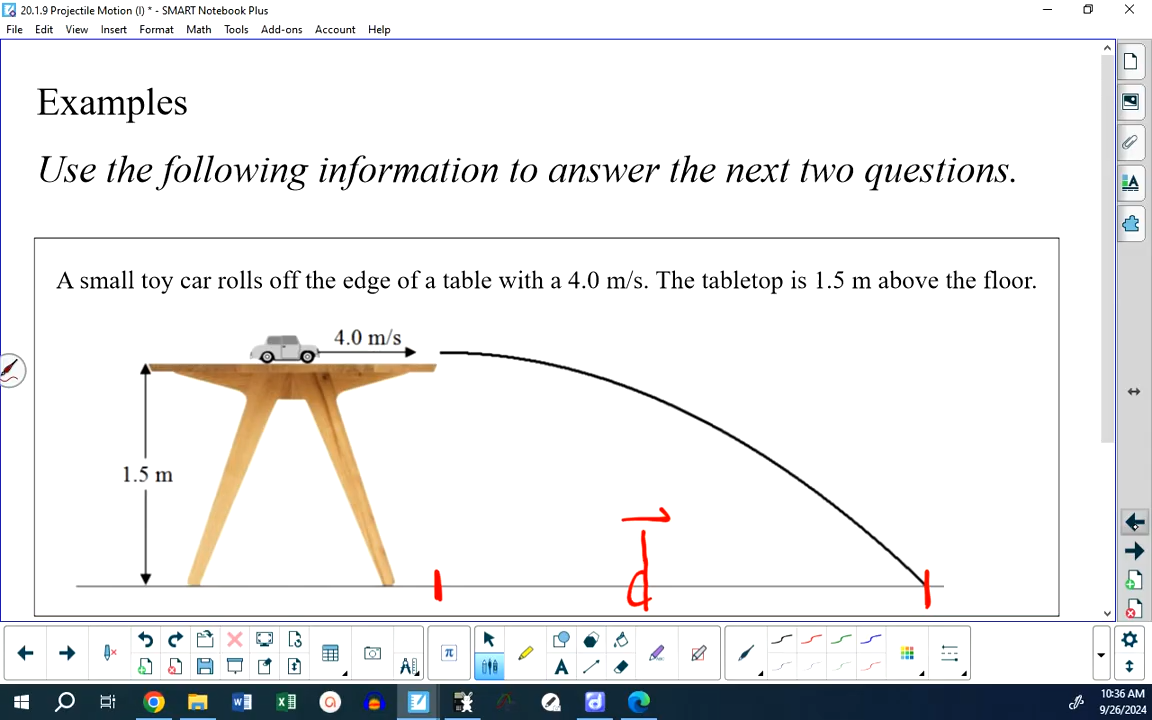 20.1.9 Projectile Motion (I) * - SMART Notebook Plus
File Edit View Insert Format Math Tools Add-ons Account Help
Examples
Use the following information to answer the next two questions.
A small toy car rolls off the edge of a table with a 4.0 m/s. The tabletop is 1.5 m above the floor.
4.0 m/s
1.5 m
d
π
A
10:36 AM
9/26/2024